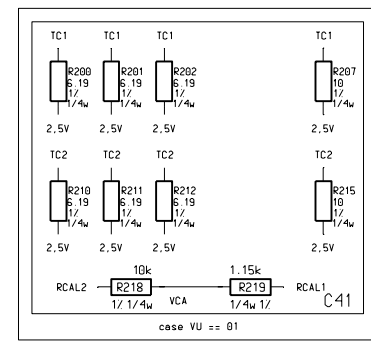 TC1 TC1 TC1 TC1
R200 R201 R202 R207
6.19 6.19 6.19 10
1% 1% 1% 1%
1/4w 1/4w 1/4w 1/4w
2,5V 2,5V 2,5V 2,5V
TC2 TC2 TC2 TC2
R210 R211 R212 R215
6.19 6.19 6.19 10
1% 1% 1% 1%
1/4w 1/4w 1/4w 1/4w
2,5V 2,5V 2,5V 2,5V
10k 1.15k
RCAL2 R218 R219 RCAL1
1% 1/4w VCA 1/4w 1% C41
case VU == 01